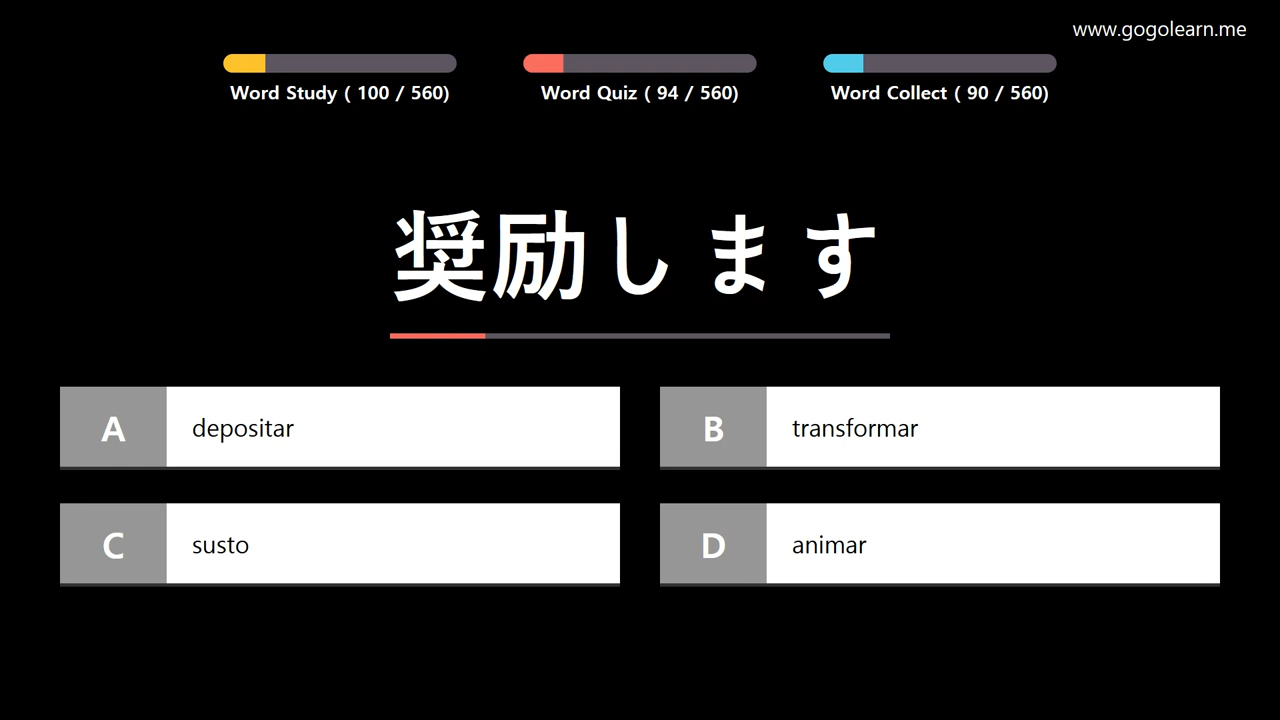 www.gogolearn.me
Word Study ( 100 / 560)
Word Quiz ( 94 / 560)
Word Collect ( 90 / 560)
奨励します
A depositar
B transformar
C susto
D animar